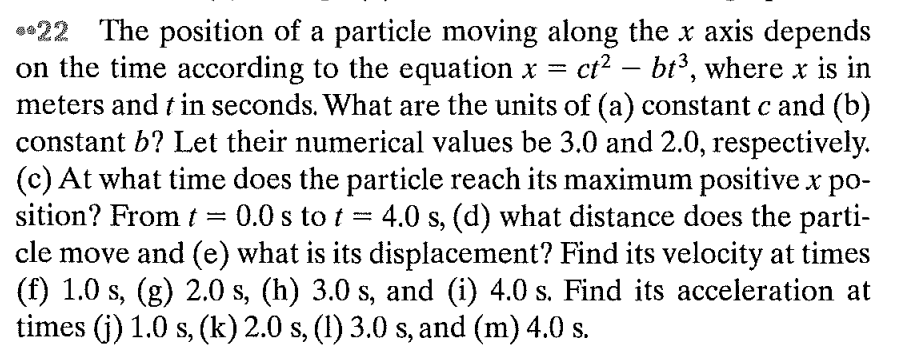 ••22 The position of a particle moving along the x axis depends
on the time according to the equation x = ct² − bt³, where x is in
meters and t in seconds. What are the units of (a) constant c and (b)
constant b? Let their numerical values be 3.0 and 2.0, respectively.
(c) At what time does the particle reach its maximum positive x po-
sition? From t = 0.0 s to t = 4.0 s, (d) what distance does the parti-
cle move and (e) what is its displacement? Find its velocity at times
(f) 1.0 s, (g) 2.0 s, (h) 3.0 s, and (i) 4.0 s. Find its acceleration at
times (j) 1.0 s, (k) 2.0 s, (l) 3.0 s, and (m) 4.0 s.